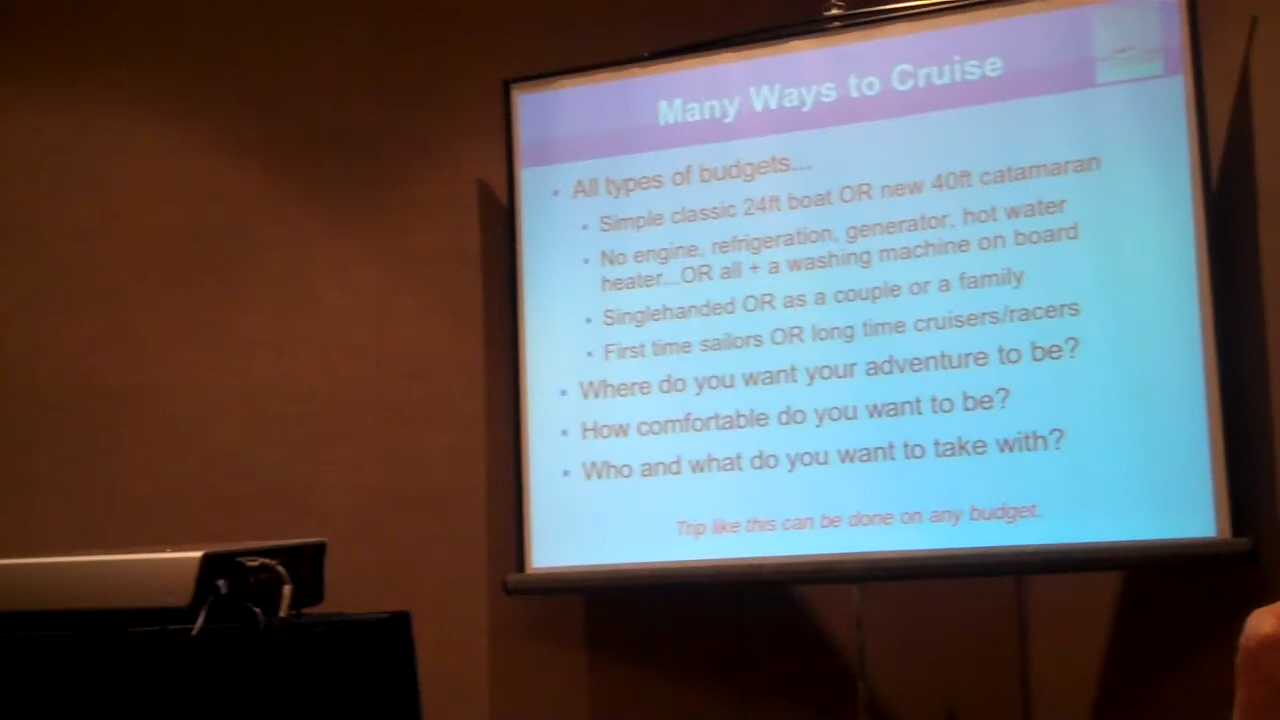 Many Ways to Cruise
• All types of budgets...
• Simple classic 24ft boat OR new 40ft catamaran
• No engine, refrigeration, generator, hot water
heater...OR all + a washing machine on board
• Singlehanded OR as a couple or a family
• First time sailors OR long time cruisers/racers
• Where do you want your adventure to be?
• How comfortable do you want to be?
• Who and what do you want to take with?
Trip like this can be done on any budget.